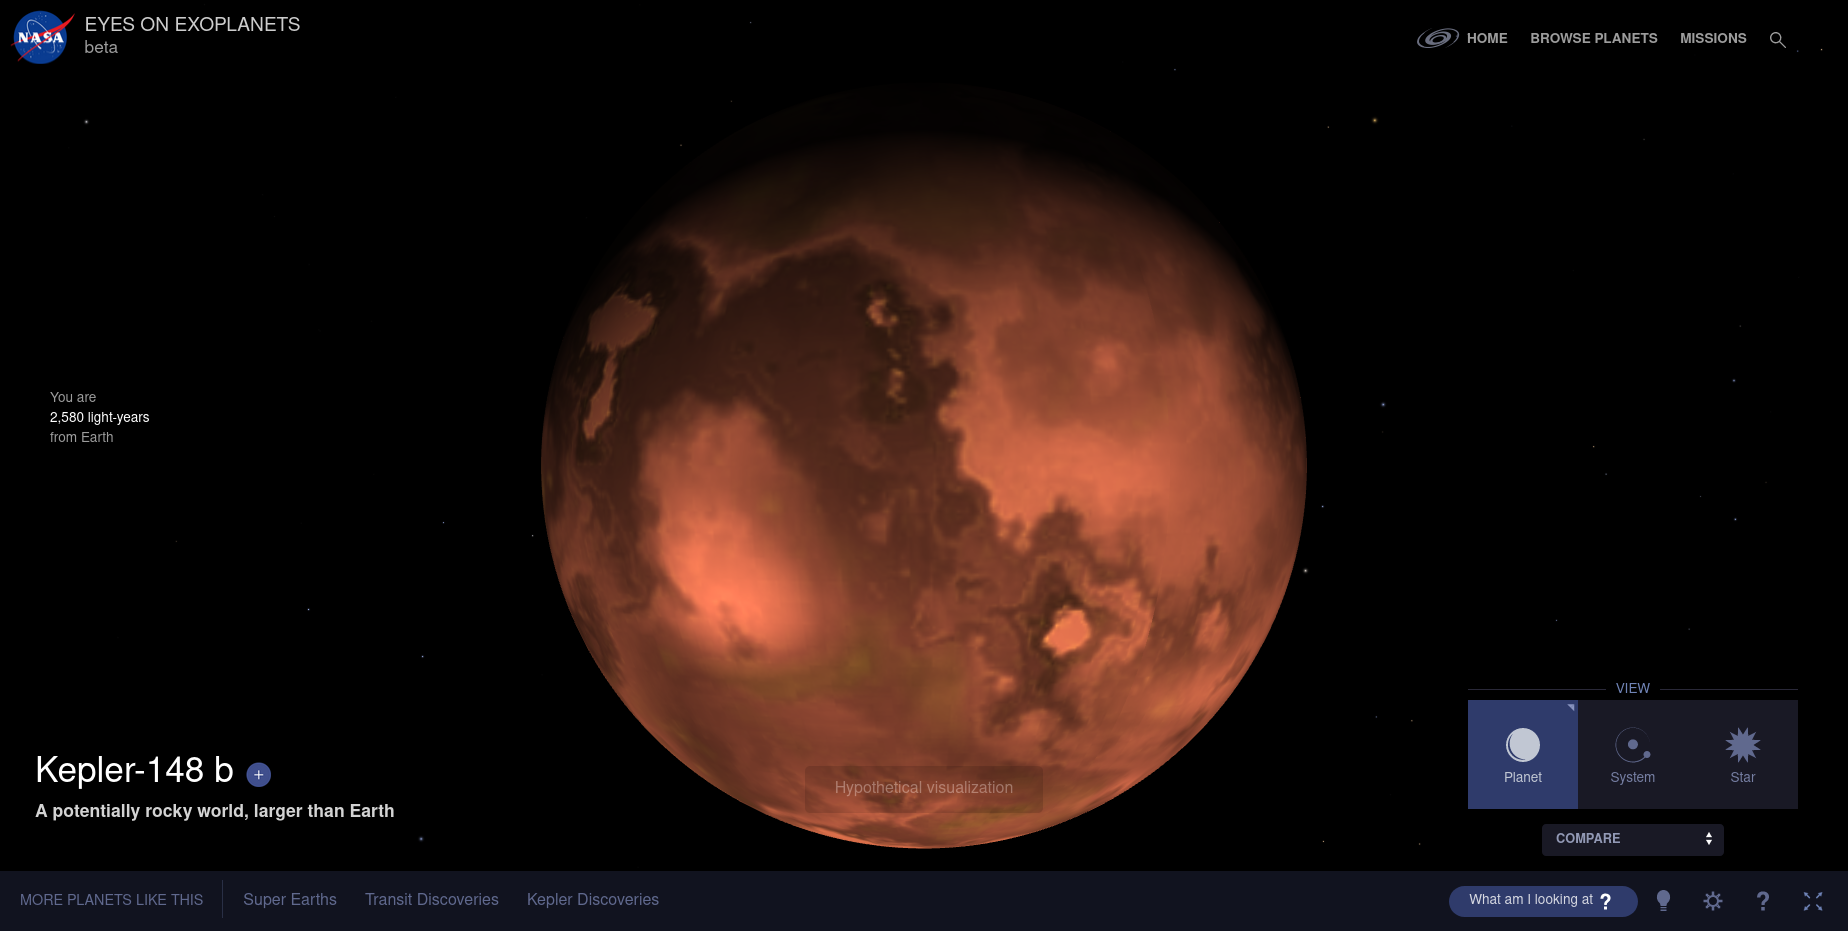 NASA
EYES ON EXOPLANETS
beta
HOME
BROWSE PLANETS
MISSIONS
You are
2,580 light-years
from Earth
Kepler-148 b +
A potentially rocky world, larger than Earth
Hypothetical visualization
VIEW
Planet
System
Star
COMPARE
MORE PLANETS LIKE THIS
Super Earths
Transit Discoveries
Kepler Discoveries
What am I looking at ?
?